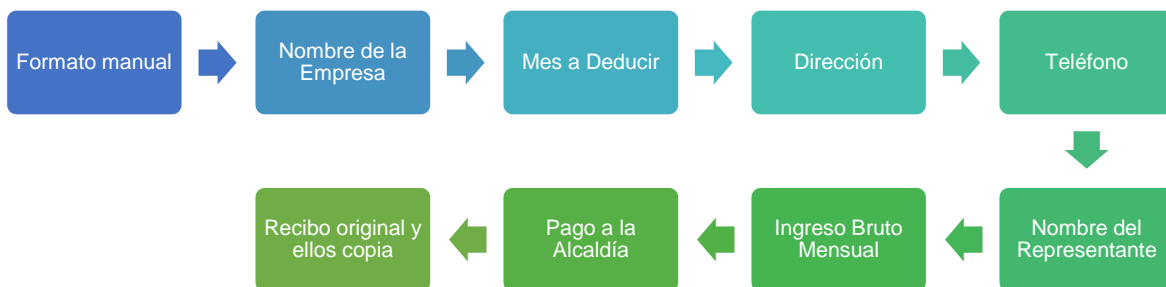 Formato manual
Nombre de la
Empresa
Mes a Deducir
Dirección
Teléfono
Nombre del
Representante
Ingreso Bruto
Mensual
Pago a la
Alcaldía
Recibo original y
ellos copia